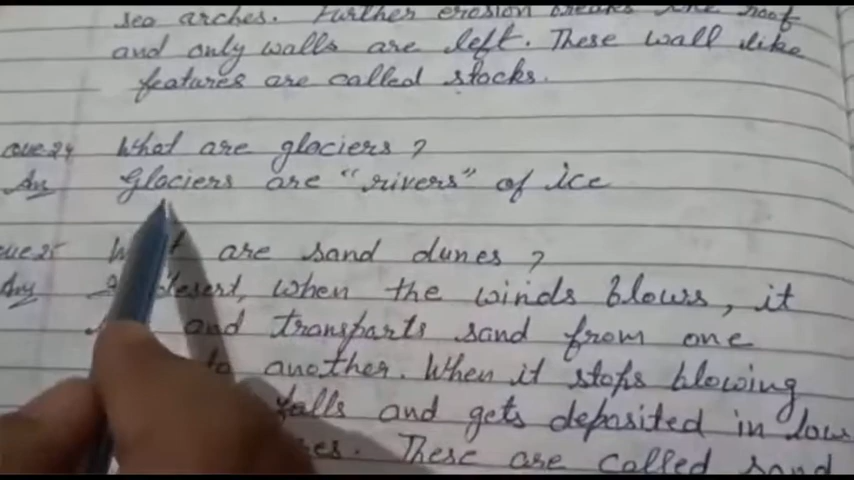 sea arches. Further erosion breaks the roof
and only walls are left. These wall like
features are called stacks.
Que.24 What are glaciers ?
Ans Glaciers are "rivers" of ice
Que.25 are sand dunes ?
Ans desert, when the winds blows, it
and transports sand from one
to another. When it stops blowing
falls and gets deposited in low
These are called sand